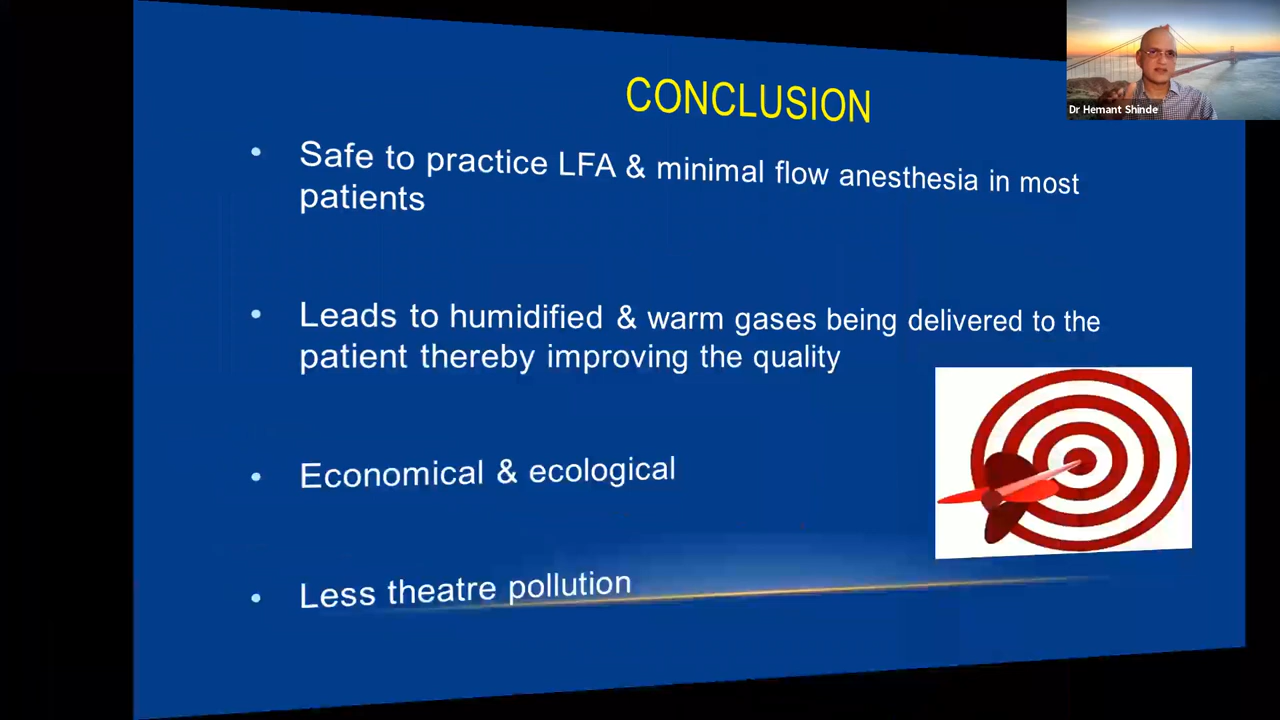 Dr Hemant Shinde
CONCLUSION
• Safe to practice LFA & minimal flow anesthesia in most
patients
• Leads to humidified & warm gases being delivered to the
patient thereby improving the quality
• Economical & ecological
• Less theatre pollution